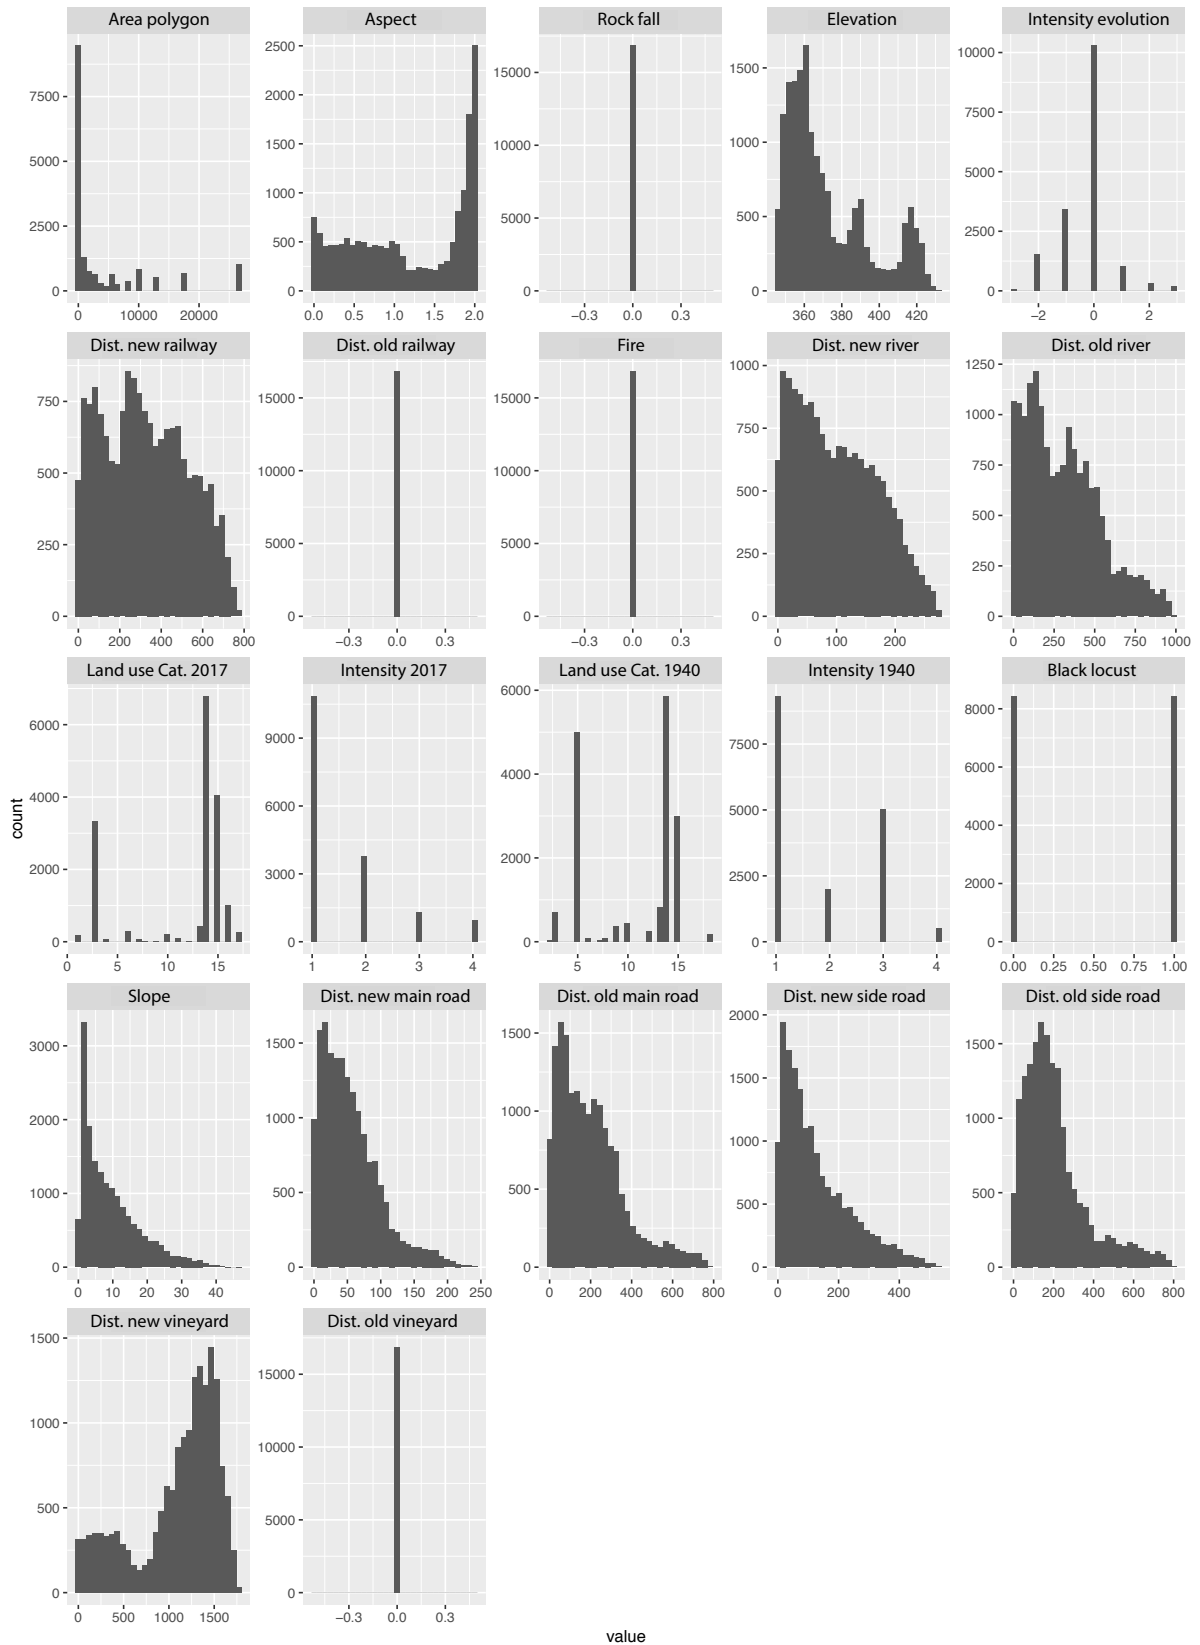 Area polygon
Aspect
Rock fall
Elevation
Intensity evolution
7500
5000
2500
0
0 10000 20000
2500
2000
1500
1000
500
0
0.0 0.5 1.0 1.5 2.0
15000
10000
5000
0
−0.3 0.0 0.3
1500
1000
500
0
360 380 400 420
10000
7500
5000
2500
0
−2 0 2
Dist. new railway
Dist. old railway
Fire
Dist. new river
Dist. old river
750
500
250
0
0 200 400 600 800
15000
10000
5000
0
−0.3 0.0 0.3
15000
10000
5000
0
−0.3 0.0 0.3
1000
750
500
250
0
0 100 200
1250
1000
750
500
250
0
0 250 500 750 1000
Land use Cat. 2017
Intensity 2017
Land use Cat. 1940
Intensity 1940
Black locust
6000
4000
2000
0
0 5 10 15
9000
6000
3000
0
1 2 3 4
6000
4000
2000
0
5 10 15
7500
5000
2500
0
1 2 3 4
8000
6000
4000
2000
0
0.00 0.25 0.50 0.75 1.00
count
Slope
Dist. new main road
Dist. old main road
Dist. new side road
Dist. old side road
3000
2000
1000
0
0 10 20 30 40
1500
1000
500
0
0 50 100 150 200 250
1500
1000
500
0
0 200 400 600 800
2000
1500
1000
500
0
0 200 400
1500
1000
500
0
0 200 400 600 800
Dist. new vineyard
Dist. old vineyard
1500
1000
500
0
0 500 1000 1500
15000
10000
5000
0
−0.3 0.0 0.3
value